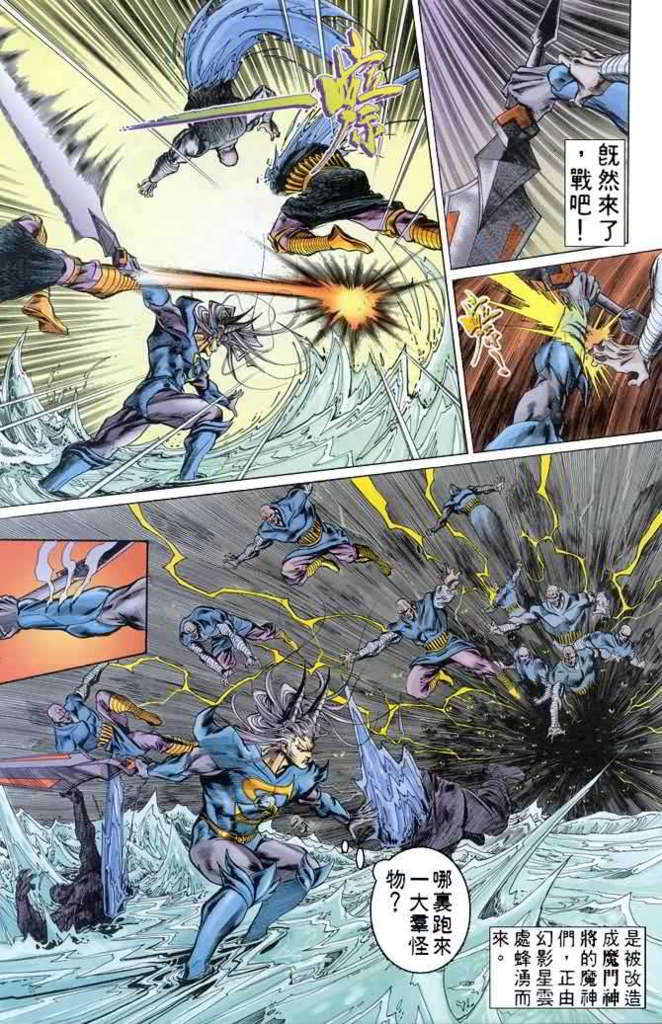 既然來了
，戰吧！
哪裏跑來
一大羣怪
物？
是被改造
成魔門神
將的魔神
們，正由
幻影星雲
處蜂湧而
來。